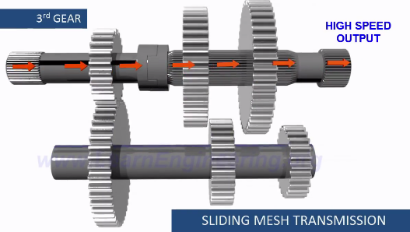 3rd GEAR
HIGH SPEED
OUTPUT
SLIDING MESH TRANSMISSION